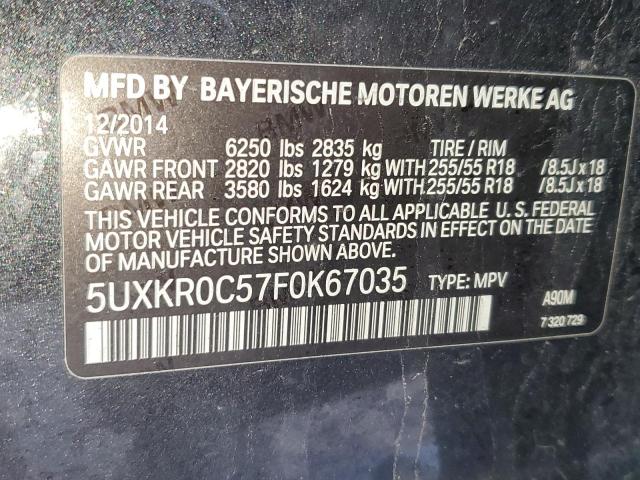 MFD BY BAYERISCHE MOTOREN WERKE AG
12/2014
GVWR 6250 lbs 2835 kg TIRE / RIM
GAWR FRONT 2820 lbs 1279 kg WITH 255/55 R18 /8.5J x 18
GAWR REAR 3580 lbs 1624 kg WITH 255/55 R18 /8.5J x 18
THIS VEHICLE CONFORMS TO ALL APPLICABLE U. S. FEDERAL
MOTOR VEHICLE SAFETY STANDARDS IN EFFECT ON THE DATE OF
MANUFACTURE SHOWN ABOVE.
5UXKR0C57F0K67035 TYPE: MPV A90M
7 320 729